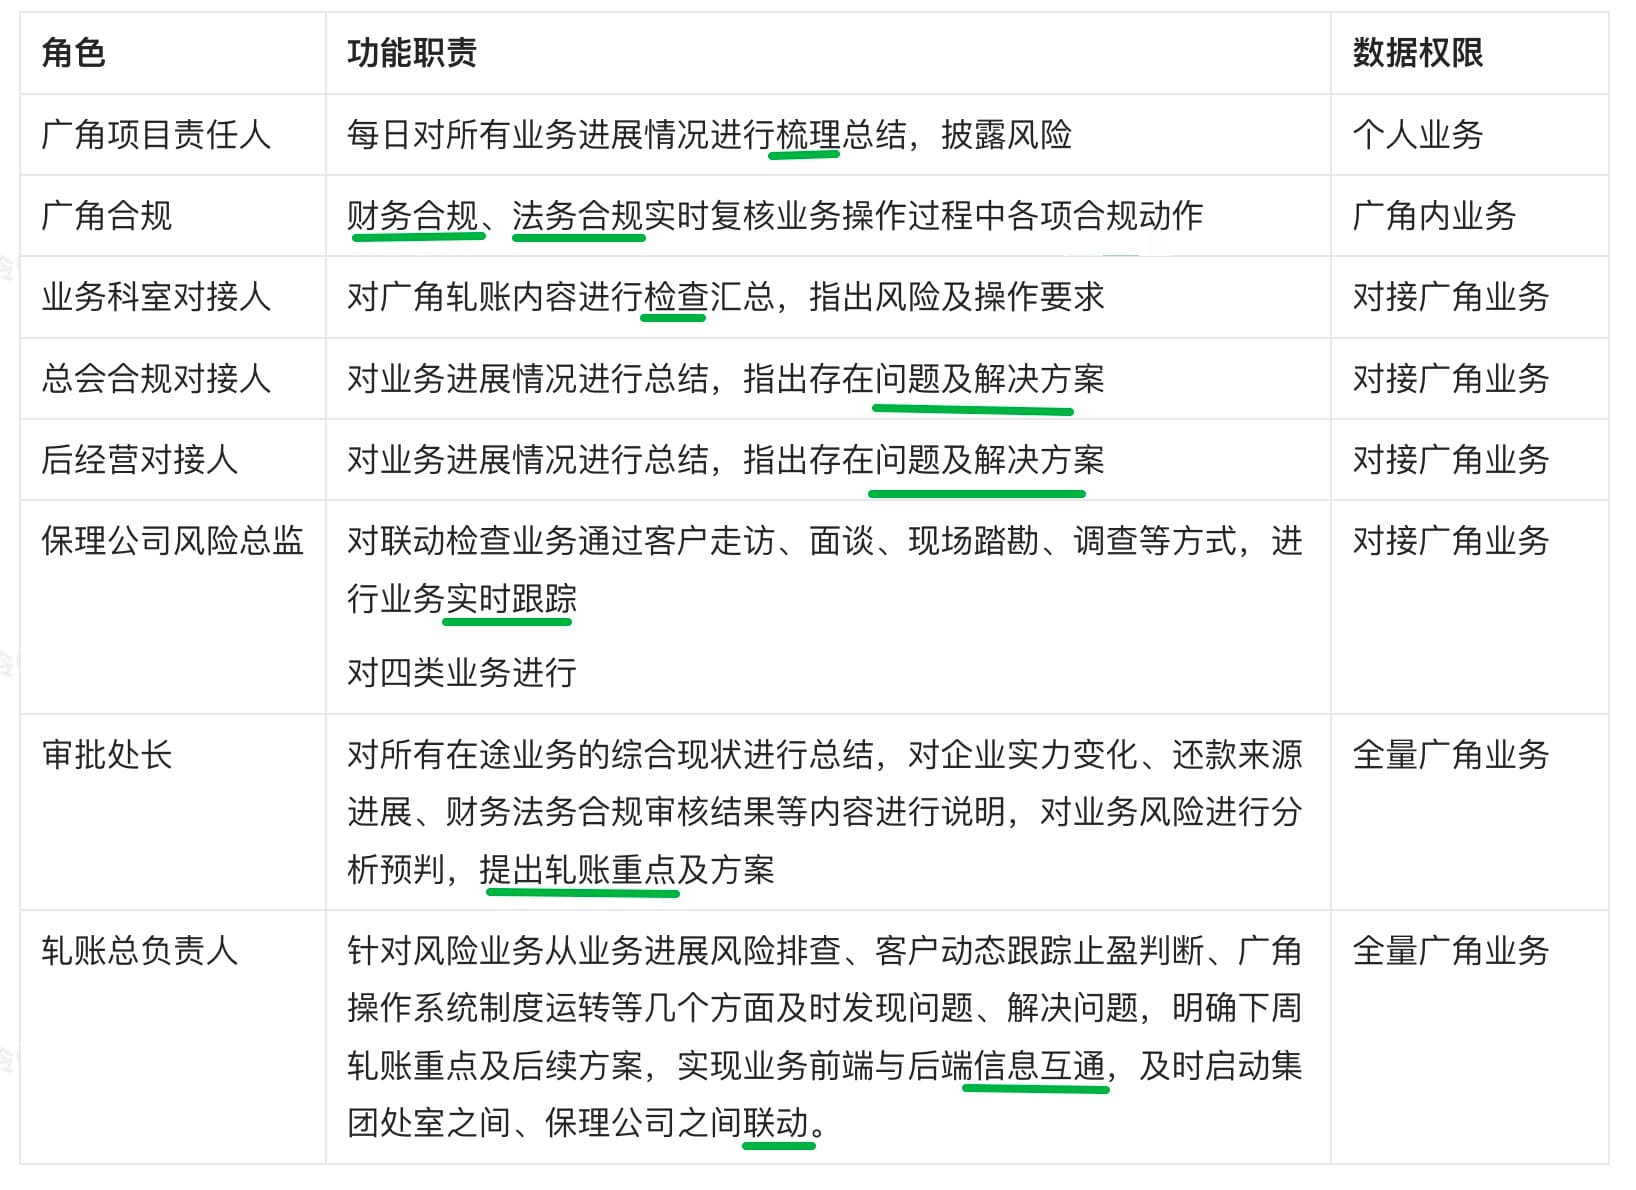 角色 功能职责 数据权限
广角项目责任人 每日对所有业务进展情况进行梳理总结，披露风险 个人业务
广角合规 财务合规、法务合规实时复核业务操作过程中各项合规动作 广角内业务
业务科室对接人 对广角轧账内容进行检查汇总，指出风险及操作要求 对接广角业务
总会合规对接人 对业务进展情况进行总结，指出存在问题及解决方案 对接广角业务
后经营对接人 对业务进展情况进行总结，指出存在问题及解决方案 对接广角业务
保理公司风险总监 对联动检查业务通过客户走访、面谈、现场踏勘、调查等方式，进 对接广角业务
行业务实时跟踪
对四类业务进行
审批处长 对所有在途业务的综合现状进行总结，对企业实力变化、还款来源 全量广角业务
进展、财务法务合规审核结果等内容进行说明，对业务风险进行分
析预判，提出轧账重点及方案
轧账总负责人 针对风险业务从业务进展风险排查、客户动态跟踪止盈判断、广角 全量广角业务
操作系统制度运转等几个方面及时发现问题、解决问题，明确下周
轧账重点及后续方案，实现业务前端与后端信息互通，及时启动集
团处室之间、保理公司之间联动。